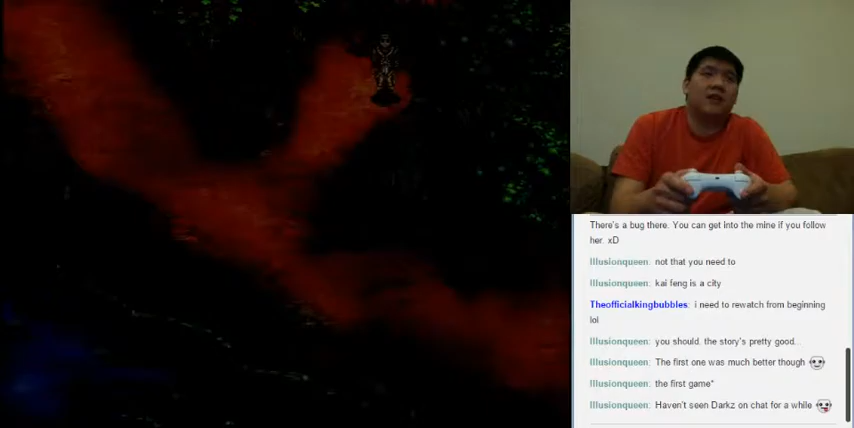 There's a bug there. You can get into the mine if you follow
her. xD
Illusionqueen: not that you need to
Illusionqueen: kai feng is a city
Theofficialkingbubbles: i need to rewatch from beginning
lol
Illusionqueen: you should. the story's pretty good...
Illusionqueen: The first one was much better though
Illusionqueen: the first game*
Illusionqueen: Haven't seen Darkz on chat for a while